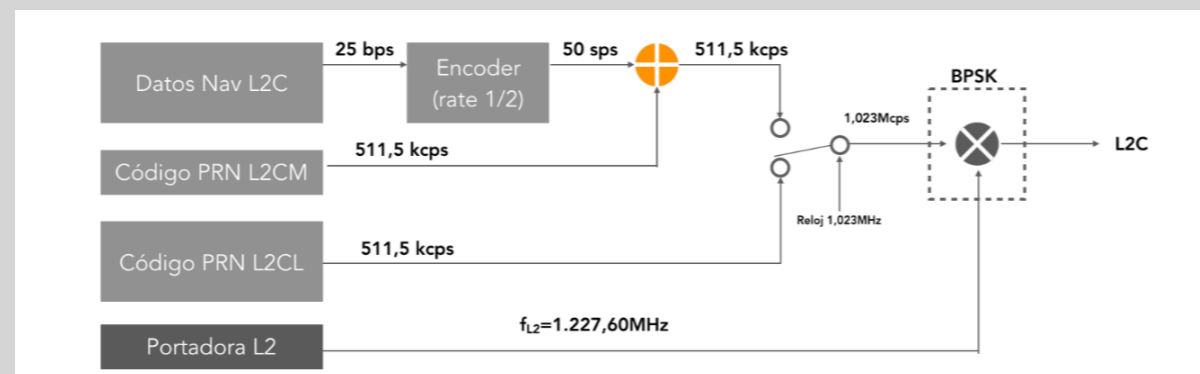 25 bps
50 sps
511,5 kcps
Datos Nav L2C
Encoder
(rate 1/2)
BPSK
1,023Mcps
L2C
511,5 kcps
Código PRN L2CM
Reloj 1,023MHz
511,5 kcps
Código PRN L2CL
fL2=1.227,60MHz
Portadora L2